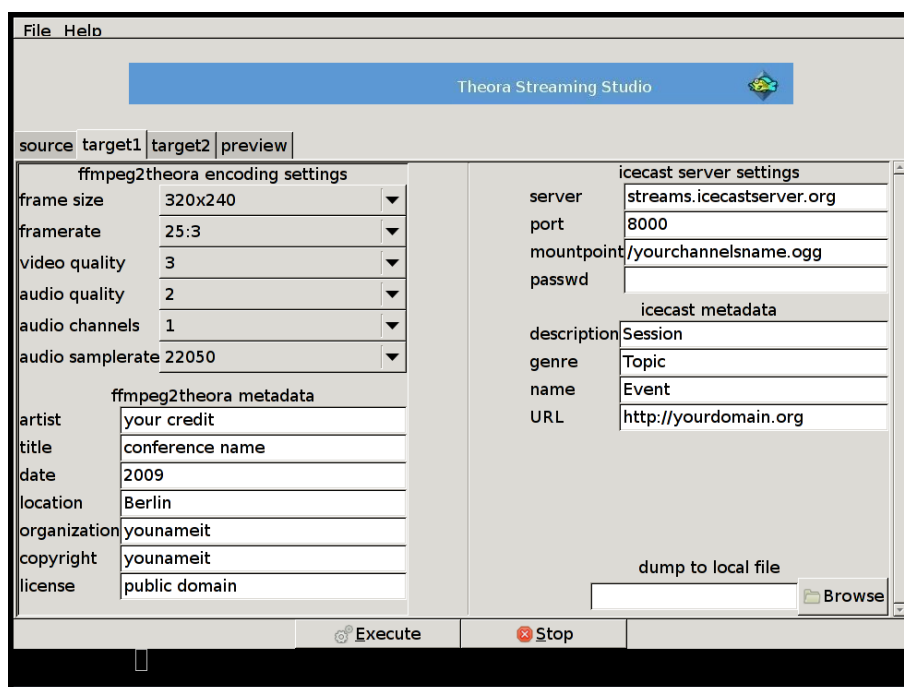 File Help
Theora Streaming Studio
source target1 target2 preview
ffmpeg2theora encoding settings
frame size 320x240
framerate 25:3
video quality 3
audio quality 2
audio channels 1
audio samplerate 22050
ffmpeg2theora metadata
artist your credit
title conference name
date 2009
location Berlin
organization younameit
copyright younameit
license public domain
icecast server settings
server streams.icecastserver.org
port 8000
mountpoint /yourchannelsname.ogg
passwd
icecast metadata
description Session
genre Topic
name Event
URL http://yourdomain.org
dump to local file
Browse
Execute Stop